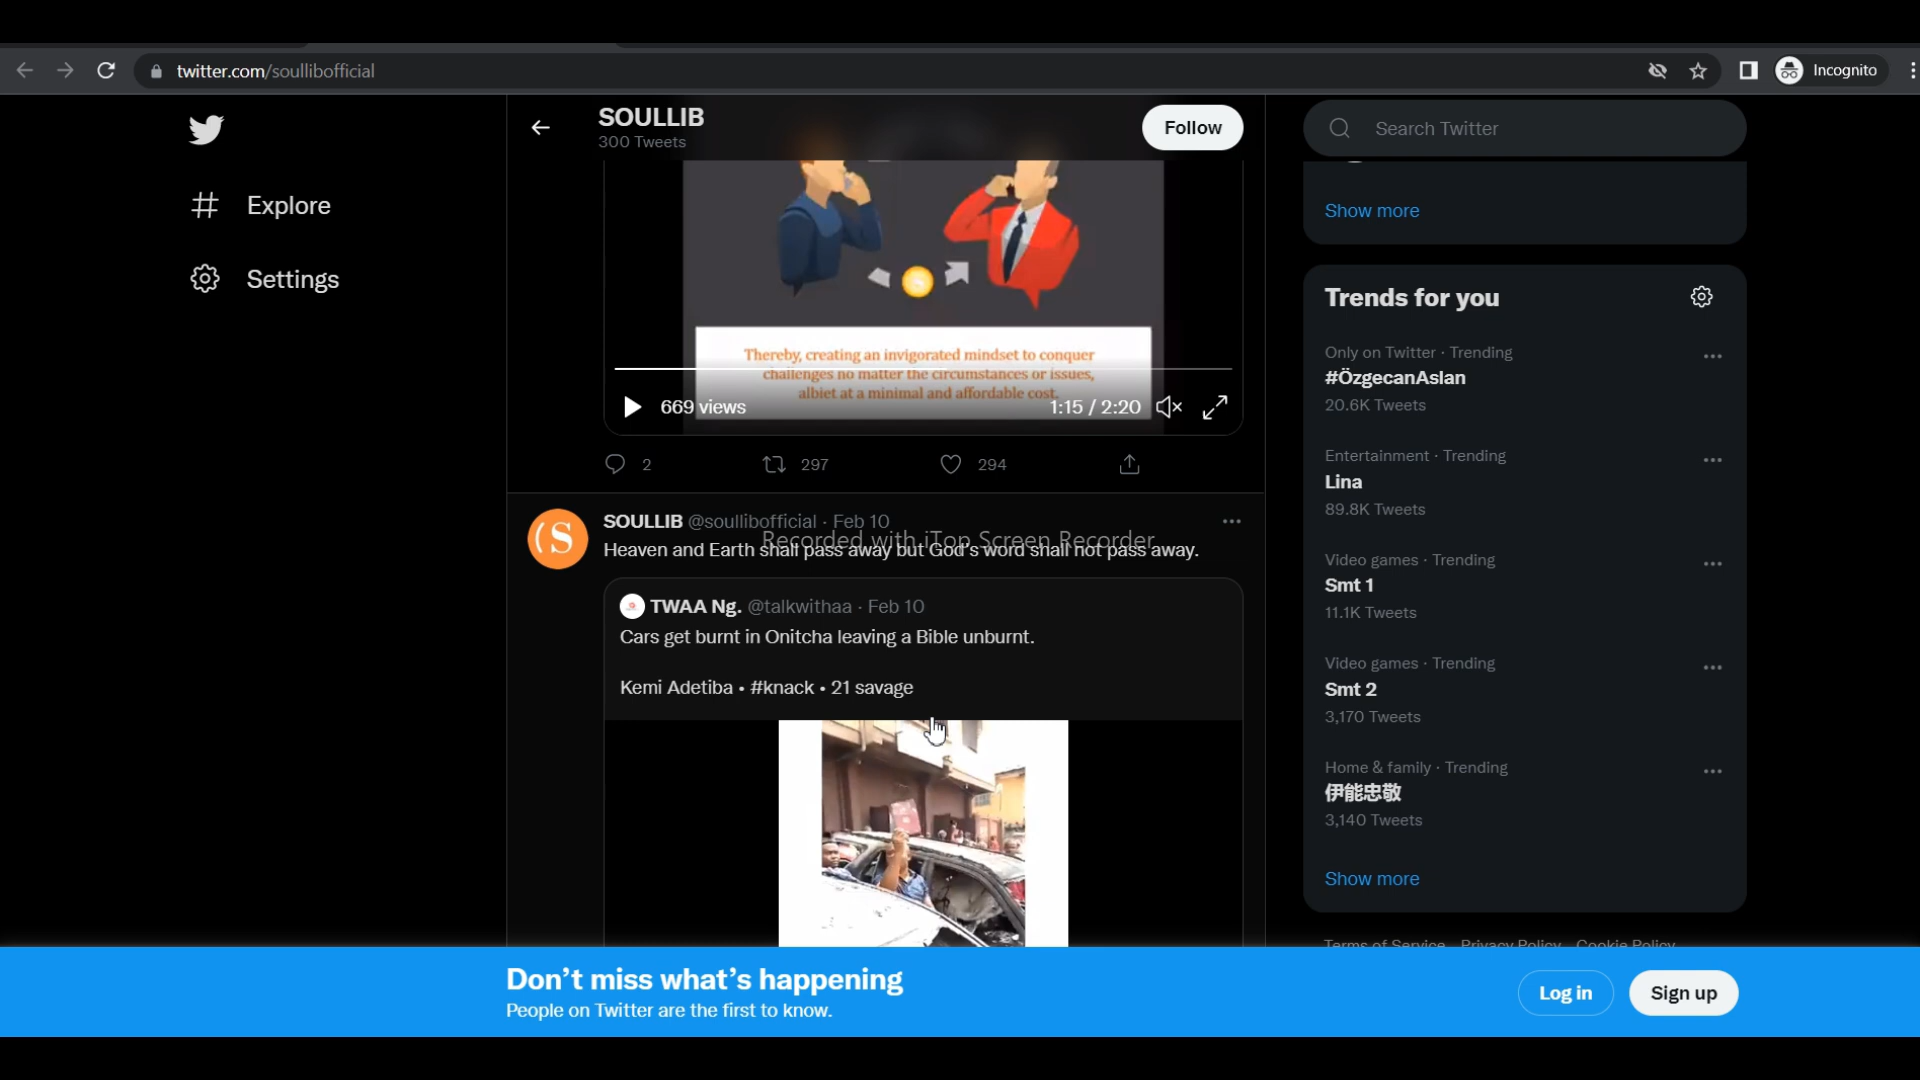 twitter.com/soullibofficial
Incognito
SOULLIB
300 Tweets
Follow
Search Twitter
Explore
Settings
Show more
Thereby, creating an invigorated mindset to conquer
challenges no matter the circumstances or issues,
albiet at a minimal and affordable cost.
669 views
1:15 / 2:20
2
297
294
SOULLIB @soullibofficial · Feb 10
Recorded with iTop Screen Recorder
Heaven and Earth shall pass away but God's word shall not pass away.
TWAA Ng. @talkwithaa · Feb 10
Cars get burnt in Onitcha leaving a Bible unburnt.
Kemi Adetiba • #knack • 21 savage
Trends for you
Only on Twitter · Trending
#ÖzgecanAslan
20.6K Tweets
Entertainment · Trending
Lina
89.8K Tweets
Video games · Trending
Smt 1
11.1K Tweets
Video games · Trending
Smt 2
3,170 Tweets
Home & family · Trending
伊能忠敬
3,140 Tweets
Show more
Terms of Service Privacy Policy Cookie Policy
Don't miss what's happening
People on Twitter are the first to know.
Log in
Sign up